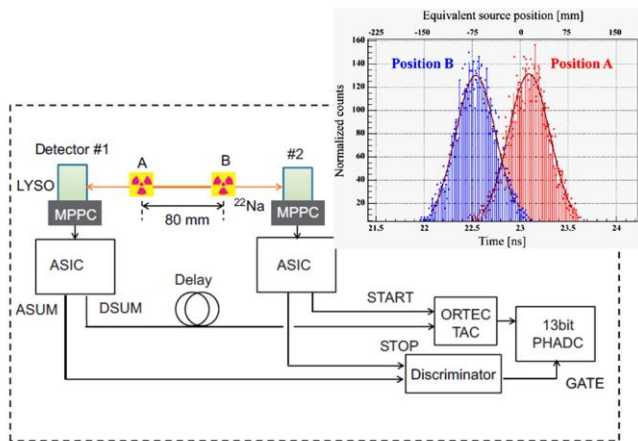 Equivalent source position [mm]
-150 -75 0 75 150
Normalized counts
160
140
120
100
80
60
40
20
Position B
Position A
21.5 22 22.5 23 23.5 24
Time [ns]
Detector #1
A
B
#2
LYSO
MPPC
80 mm
²²Na
MPPC
ASIC
ASIC
Delay
ASUM
DSUM
START
STOP
ORTEC
TAC
13bit
PHADC
Discriminator
GATE